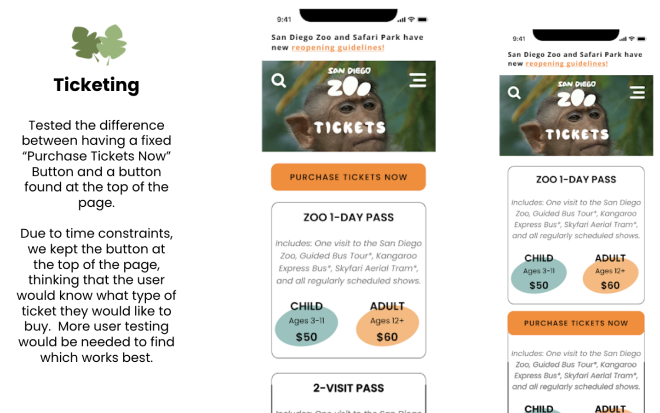 Ticketing
Tested the difference
between having a fixed
“Purchase Tickets Now”
Button and a button
found at the top of the
page.
Due to time constraints,
we kept the button at
the top of the page,
thinking that the user
would know what type of
ticket they would like to
buy. More user testing
would be needed to find
which works best.
9:41
San Diego Zoo and Safari Park have
new reopening guidelines!
SAN DIEGO
ZOO
TICKETS
PURCHASE TICKETS NOW
ZOO 1-DAY PASS
Includes: One visit to the San Diego
Zoo, Guided Bus Tour*, Kangaroo
Express Bus*, Skyfari Aerial Tram*,
and all regularly scheduled shows.
CHILD
Ages 3-11
$50
ADULT
Ages 12+
$60
2-VISIT PASS
Includes: One visit to the San Diego
9:41
San Diego Zoo and Safari Park have
new reopening guidelines!
SAN DIEGO
ZOO
TICKETS
ZOO 1-DAY PASS
Includes: One visit to the San Diego
Zoo, Guided Bus Tour*, Kangaroo
Express Bus*, Skyfari Aerial Tram*,
and all regularly scheduled shows.
CHILD
Ages 3-11
$50
ADULT
Ages 12+
$60
PURCHASE TICKETS NOW
Includes: One visit to the San Diego
Zoo, Guided Bus Tour*, Kangaroo
Express Bus*, Skyfari Aerial Tram*,
and all regularly scheduled shows.
CHILD
ADULT